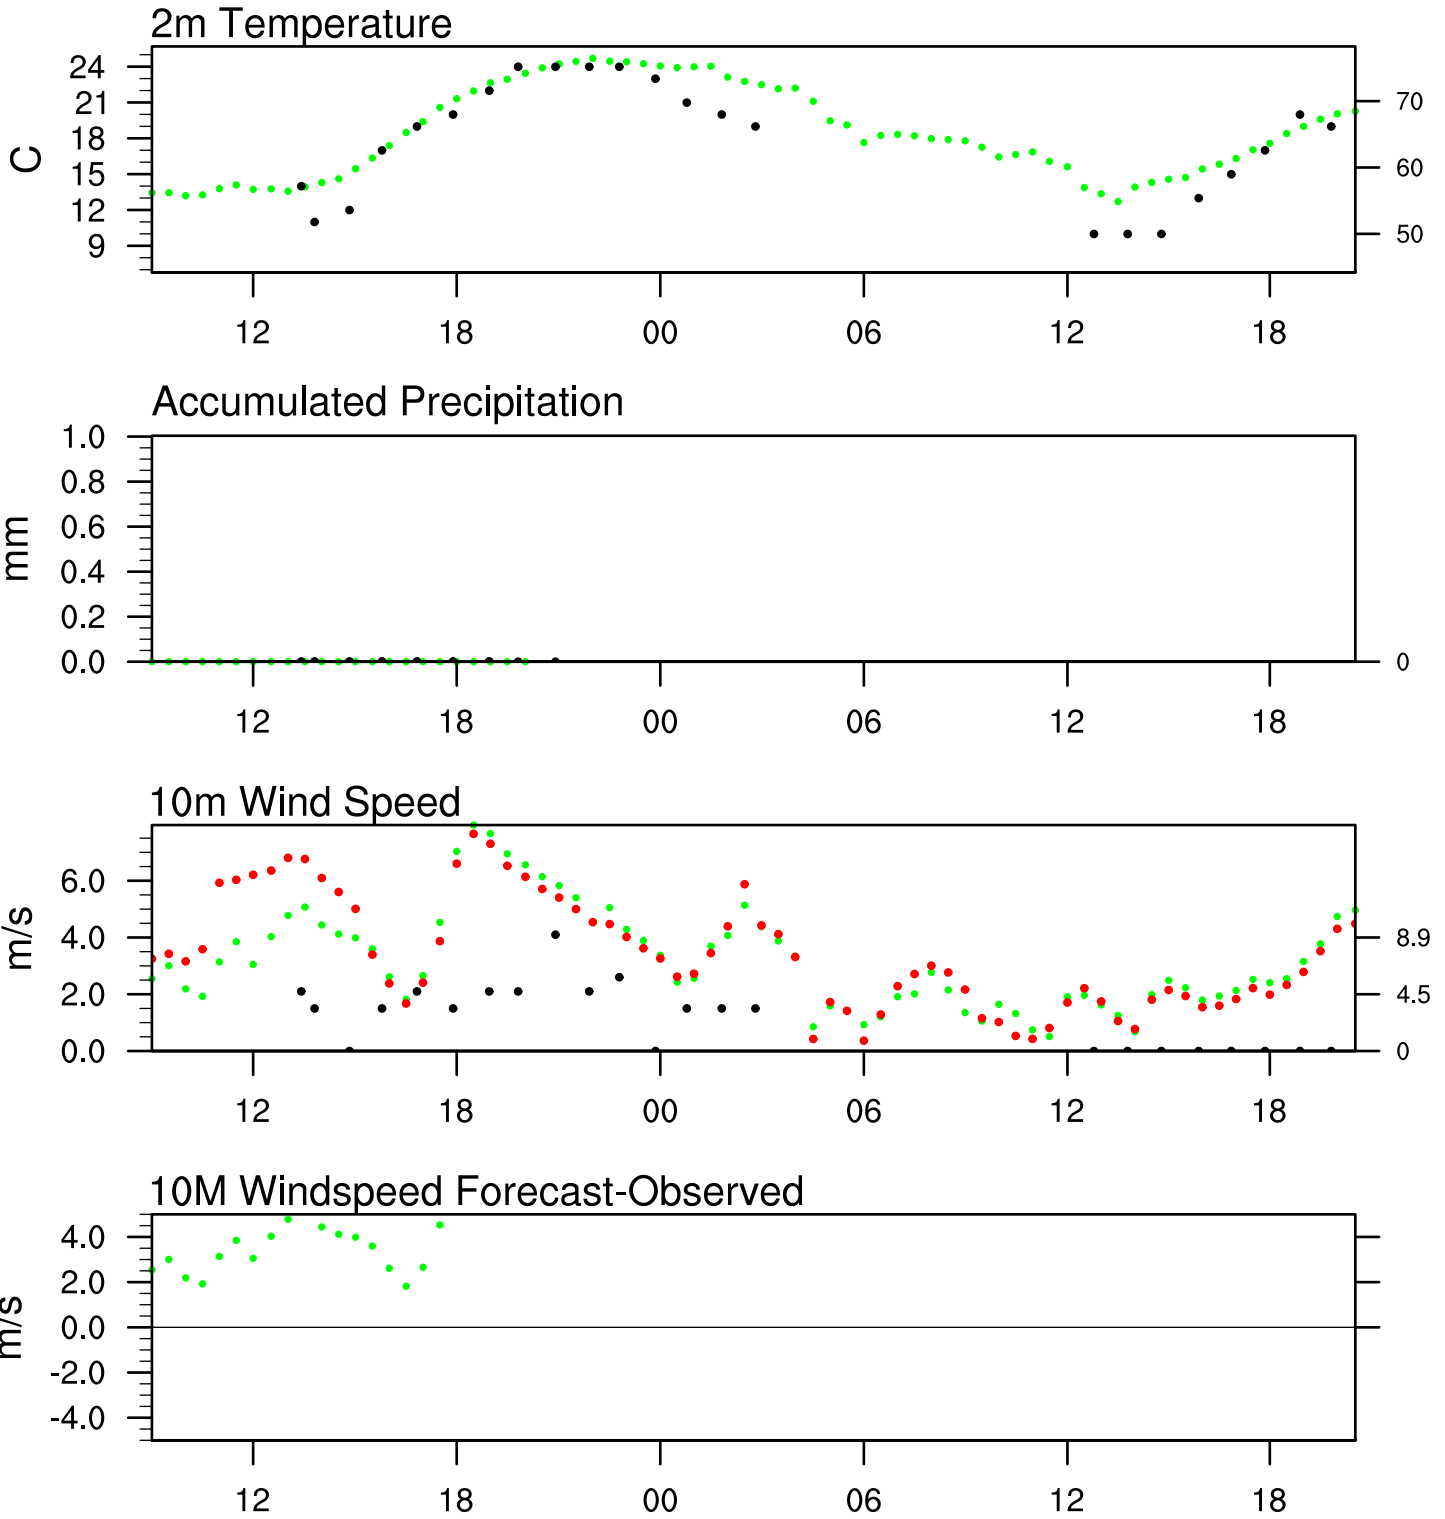 2m Temperature
24
21
18
15
12
9
C
70
60
50
12 18 00 06 12 18
Accumulated Precipitation
1.0
0.8
0.6
0.4
0.2
0.0
mm
0
12 18 00 06 12 18
10m Wind Speed
6.0
4.0
2.0
0.0
m/s
8.9
4.5
0
12 18 00 06 12 18
10M Windspeed Forecast-Observed
4.0
2.0
0.0
-2.0
-4.0
m/s
12 18 00 06 12 18